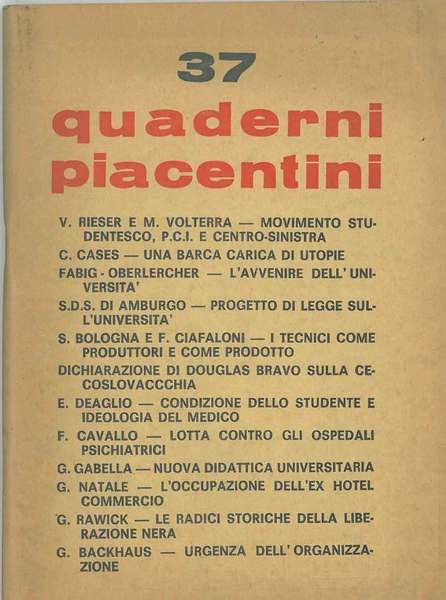 37
quaderni
piacentini
V. RIESER E M. VOLTERRA — MOVIMENTO STU-
DENTESCO, P.C.I. E CENTRO-SINISTRA
C. CASES — UNA BARCA CARICA DI UTOPIE
FABIG - OBERLERCHER — L'AVVENIRE DELL'UNI-
VERSITA'
S.D.S. DI AMBURGO — PROGETTO DI LEGGE SUL-
L'UNIVERSITA'
S. BOLOGNA E F. CIAFALONI — I TECNICI COME
PRODUTTORI E COME PRODOTTO
DICHIARAZIONE DI DOUGLAS BRAVO SULLA CE-
COSLOVACCCHIA
E. DEAGLIO — CONDIZIONE DELLO STUDENTE E
IDEOLOGIA DEL MEDICO
F. CAVALLO — LOTTA CONTRO GLI OSPEDALI
PSICHIATRICI
G. GABELLA — NUOVA DIDATTICA UNIVERSITARIA
G. NATALE — L'OCCUPAZIONE DELL'EX HOTEL
COMMERCIO
G. RAWICK — LE RADICI STORICHE DELLA LIBE-
RAZIONE NERA
G. BACKHAUS — URGENZA DELL'ORGANIZZA-
ZIONE